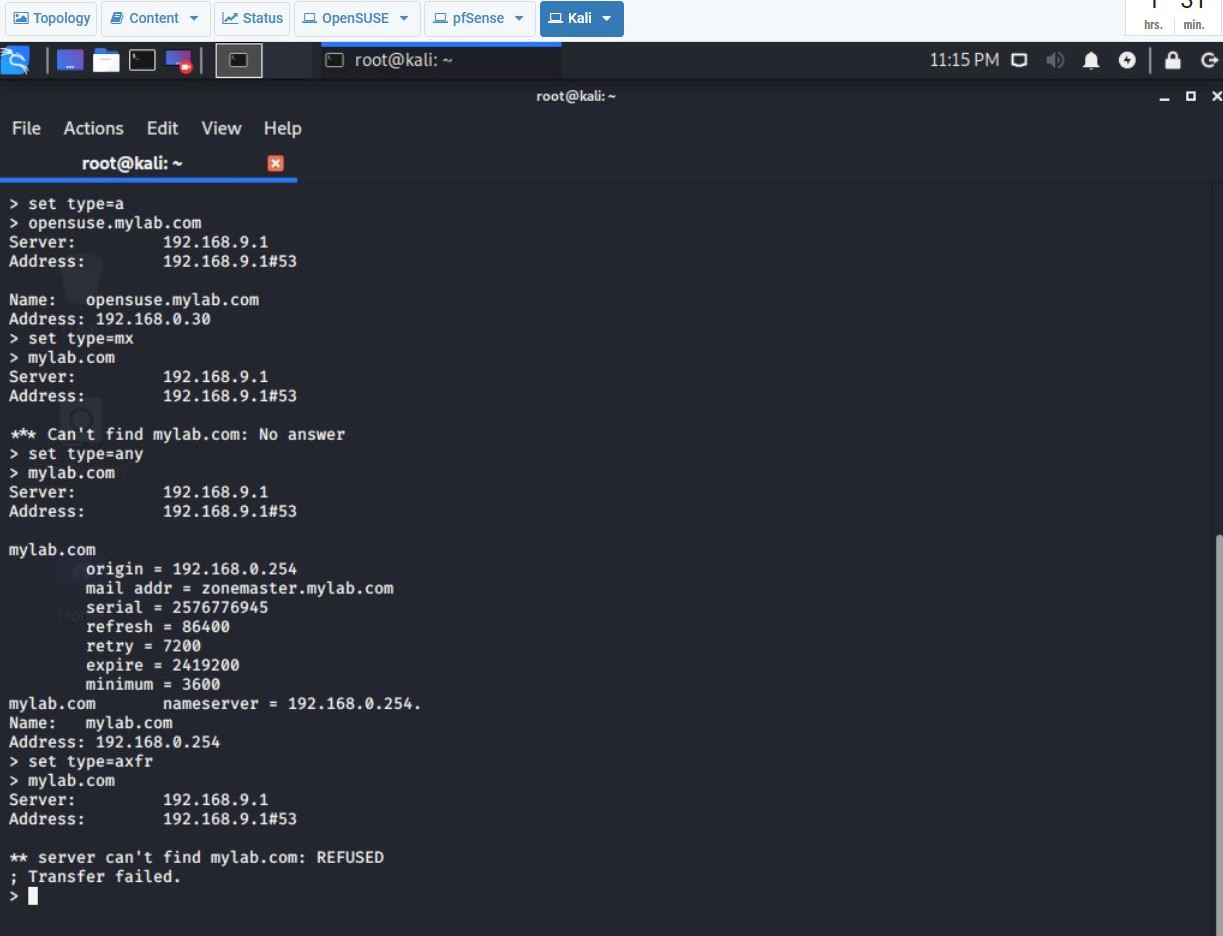 Topology Content Status OpenSUSE pfSense Kali
hrs. min.
root@kali: ~ 11:15 PM
root@kali: ~
File Actions Edit View Help
root@kali: ~
> set type=a
> opensuse.mylab.com
Server: 192.168.9.1
Address: 192.168.9.1#53
Name: opensuse.mylab.com
Address: 192.168.0.30
> set type=mx
> mylab.com
Server: 192.168.9.1
Address: 192.168.9.1#53
*** Can't find mylab.com: No answer
> set type=any
> mylab.com
Server: 192.168.9.1
Address: 192.168.9.1#53
mylab.com
origin = 192.168.0.254
mail addr = zonemaster.mylab.com
serial = 2576776945
refresh = 86400
retry = 7200
expire = 2419200
minimum = 3600
mylab.com nameserver = 192.168.0.254.
Name: mylab.com
Address: 192.168.0.254
> set type=axfr
> mylab.com
Server: 192.168.9.1
Address: 192.168.9.1#53
** server can't find mylab.com: REFUSED
; Transfer failed.
>